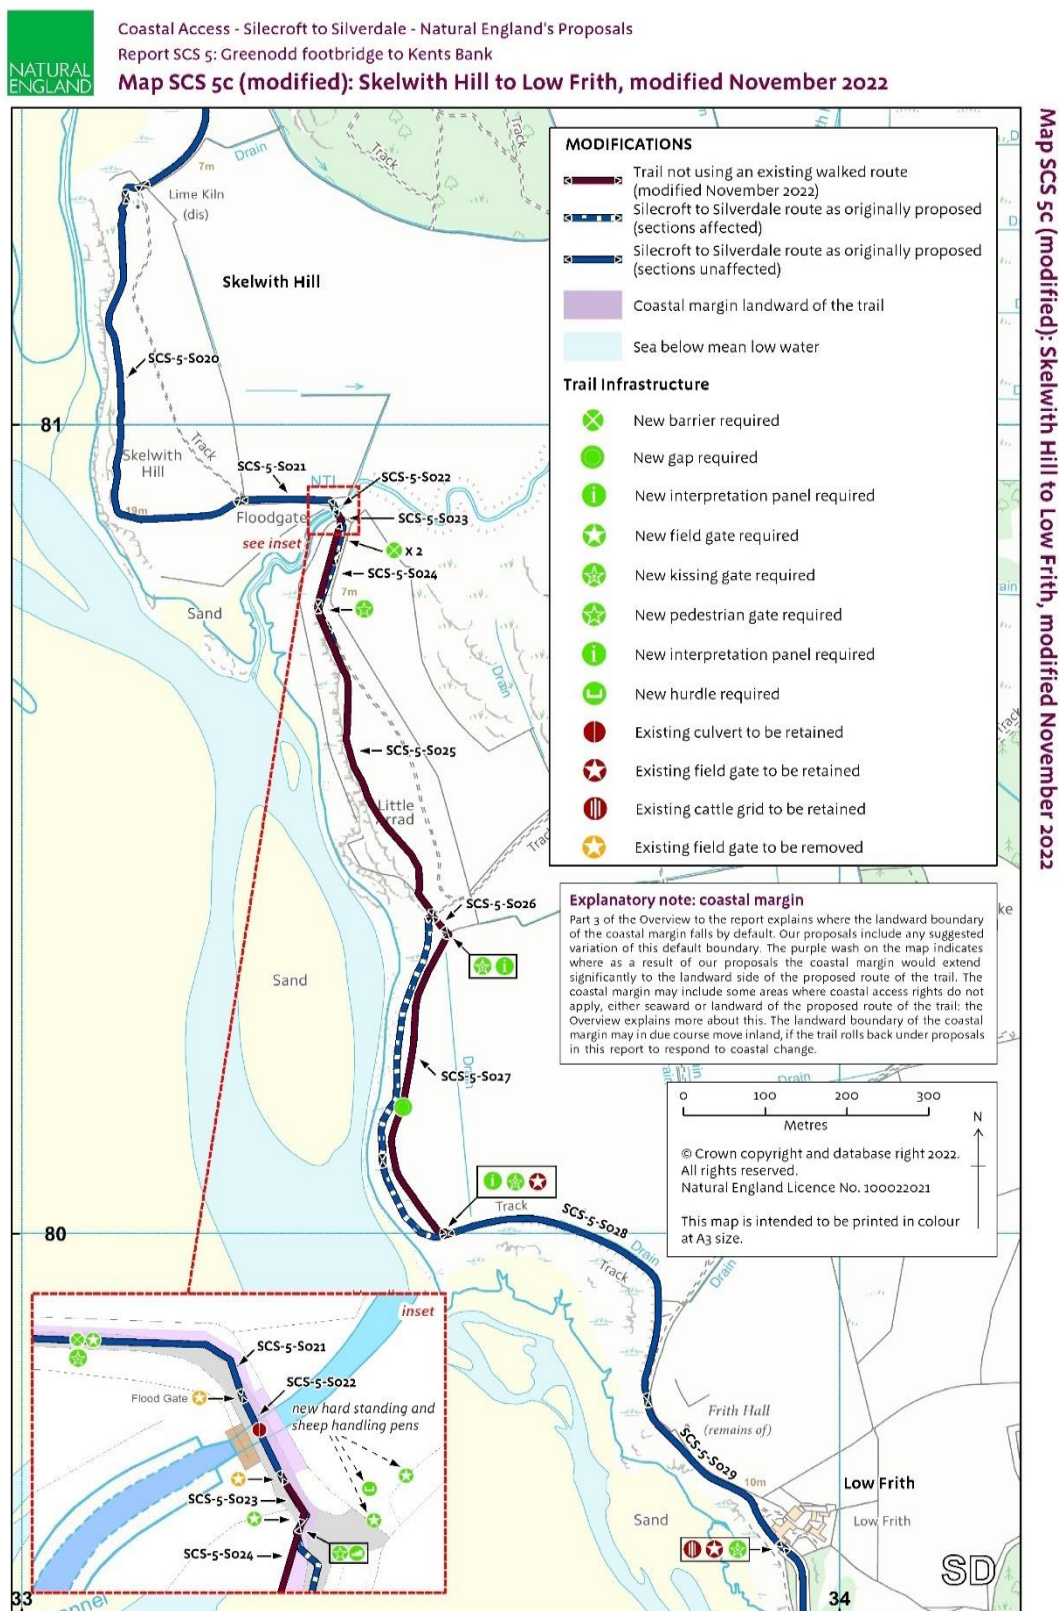 NATURAL
ENGLAND
Coastal Access - Silecroft to Silverdale - Natural England's Proposals
Report SCS 5: Greenodd footbridge to Kents Bank
Map SCS 5c (modified): Skelwith Hill to Low Frith, modified November 2022
Map SCS 5c (modified): Skelwith Hill to Low Frith, modified November 2022
MODIFICATIONS
Trail not using an existing walked route
(modified November 2022)
Silecroft to Silverdale route as originally proposed
(sections affected)
Silecroft to Silverdale route as originally proposed
(sections unaffected)
Coastal margin landward of the trail
Sea below mean low water
Trail Infrastructure
New barrier required
New gap required
New interpretation panel required
New field gate required
New kissing gate required
New pedestrian gate required
New interpretation panel required
New hurdle required
Existing culvert to be retained
Existing field gate to be retained
Existing cattle grid to be retained
Existing field gate to be removed
Explanatory note: coastal margin
Part 3 of the Overview to the report explains where the landward boundary
of the coastal margin falls by default. Our proposals include any suggested
variation of this default boundary. The purple wash on the map indicates
where as a result of our proposals the coastal margin would extend
significantly to the landward side of the proposed route of the trail. The
coastal margin may include some areas where coastal access rights do not
apply, either seaward or landward of the proposed route of the trail: the
Overview explains more about this. The landward boundary of the coastal
margin may in due course move inland, if the trail rolls back under proposals
in this report to respond to coastal change.
0 100 200 300
Metres
N
© Crown copyright and database right 2022.
All rights reserved.
Natural England Licence No. 100022021
This map is intended to be printed in colour
at A3 size.
Drain
Track
Track
7m
Lime Kiln
(dis)
Skelwith Hill
SCS-5-S020
81
Track
Skelwith
Hill
SCS-5-S021
NTL
SCS-5-S022
19m
Floodgate
SCS-5-S023
see inset
x 2
SCS-5-S024
7m
Sand
Drain
Track
SCS-5-S025
Little
Arrad
SCS-5-S026
Sand
SCS-5-S027
Drain
Drain
80
Track
SCS-5-S028
Drain
Track
Drain
Frith Hall
(remains of)
SCS-5-S029
10m
Low Frith
Low Frith
Sand
SD
33
34
inset
SCS-5-S021
SCS-5-S022
Flood Gate
new hard standing and
sheep handling pens
SCS-5-S023
SCS-5-S024